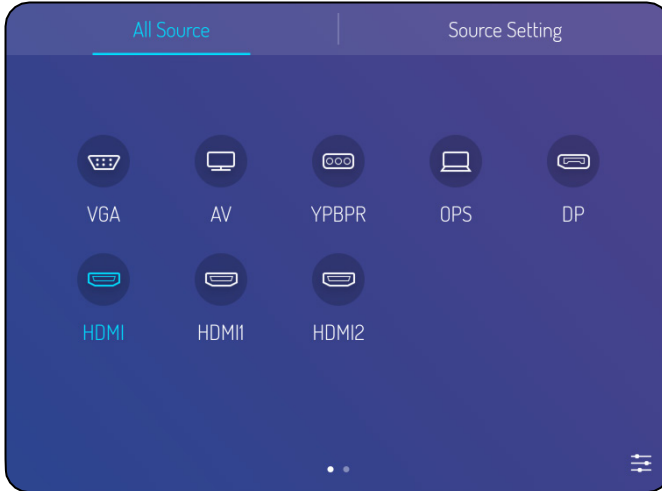 All Source Source Setting
VGA AV YPBPR OPS DP
HDMI HDMI1 HDMI2